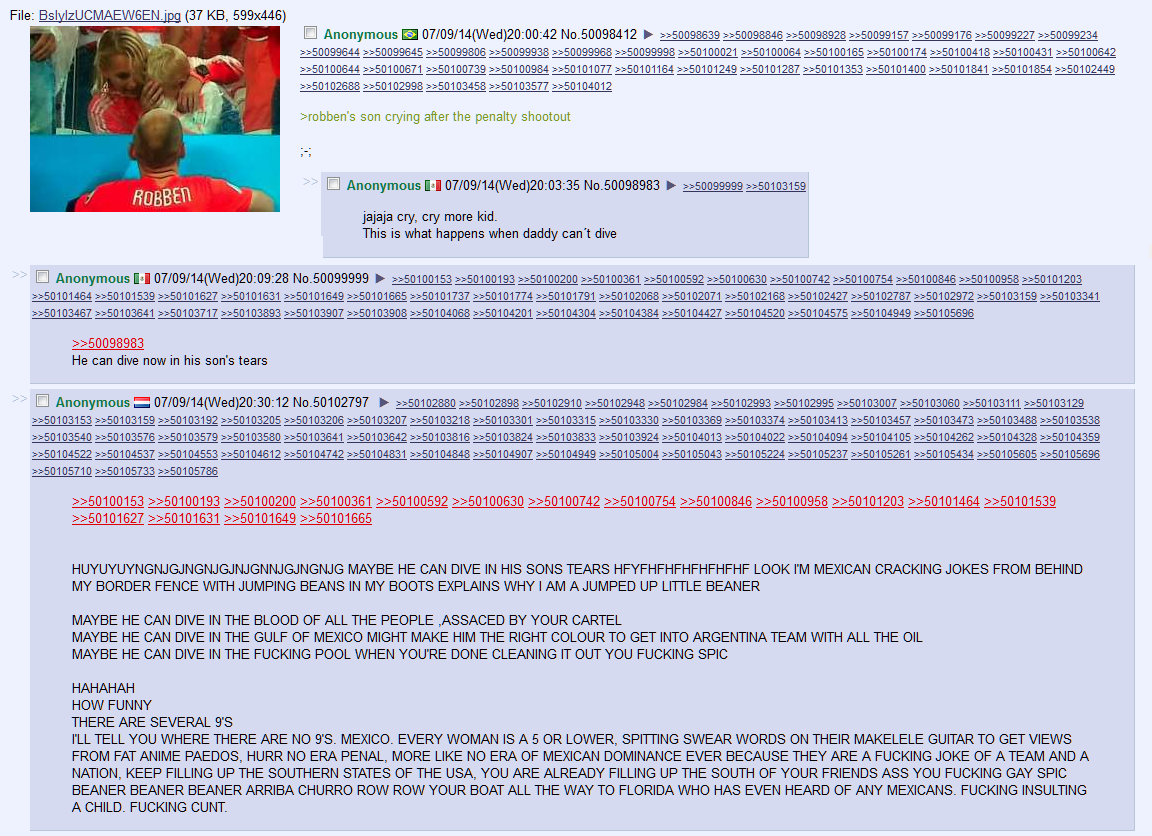 File: BslylzUCMAEW6EN.jpg (37 KB, 599x446)
ROBBEN
Anonymous 07/09/14(Wed)20:00:42 No.50098412 ▶ >>50098639 >>50098846 >>50098928 >>50099157 >>50099176 >>50099227 >>50099234
>>50099644 >>50099645 >>50099806 >>50099938 >>50099968 >>50099998 >>50100021 >>50100064 >>50100165 >>50100174 >>50100418 >>50100431 >>50100642
>>50100644 >>50100671 >>50100739 >>50100984 >>50101077 >>50101164 >>50101249 >>50101287 >>50101353 >>50101400 >>50101841 >>50101854 >>50102449
>>50102688 >>50102998 >>50103458 >>50103577 >>50104012
>robben's son crying after the penalty shootout
;-;
>> Anonymous 07/09/14(Wed)20:03:35 No.50098983 ▶ >>50099999 >>50103159
jajaja cry, cry more kid.
This is what happens when daddy can´t dive
>> Anonymous 07/09/14(Wed)20:09:28 No.50099999 ▶ >>50100153 >>50100193 >>50100200 >>50100361 >>50100592 >>50100630 >>50100742 >>50100754 >>50100846 >>50100958 >>50101203
>>50101464 >>50101539 >>50101627 >>50101631 >>50101649 >>50101665 >>50101737 >>50101774 >>50101791 >>50102068 >>50102071 >>50102168 >>50102427 >>50102787 >>50102972 >>50103159 >>50103341
>>50103467 >>50103641 >>50103717 >>50103893 >>50103907 >>50103908 >>50104068 >>50104201 >>50104304 >>50104384 >>50104427 >>50104520 >>50104575 >>50104949 >>50105696
>>50098983
He can dive now in his son's tears
>> Anonymous 07/09/14(Wed)20:30:12 No.50102797 ▶ >>50102880 >>50102898 >>50102910 >>50102948 >>50102984 >>50102993 >>50102995 >>50103007 >>50103060 >>50103111 >>50103129
>>50103153 >>50103159 >>50103192 >>50103205 >>50103206 >>50103207 >>50103218 >>50103301 >>50103315 >>50103330 >>50103369 >>50103374 >>50103413 >>50103457 >>50103473 >>50103488 >>50103538
>>50103540 >>50103576 >>50103579 >>50103580 >>50103641 >>50103642 >>50103816 >>50103824 >>50103833 >>50103924 >>50104013 >>50104022 >>50104094 >>50104105 >>50104262 >>50104328 >>50104359
>>50104522 >>50104537 >>50104553 >>50104612 >>50104742 >>50104831 >>50104848 >>50104907 >>50104949 >>50105004 >>50105043 >>50105224 >>50105237 >>50105261 >>50105434 >>50105605 >>50105696
>>50105710 >>50105733 >>50105786
>>50100153 >>50100193 >>50100200 >>50100361 >>50100592 >>50100630 >>50100742 >>50100754 >>50100846 >>50100958 >>50101203 >>50101464 >>50101539
>>50101627 >>50101631 >>50101649 >>50101665
HUYUYUYNGNJGJNGNJGJNJGNNJGJNGNJG MAYBE HE CAN DIVE IN HIS SONS TEARS HFYFHFHFHFHFHFHF LOOK I'M MEXICAN CRACKING JOKES FROM BEHIND
MY BORDER FENCE WITH JUMPING BEANS IN MY BOOTS EXPLAINS WHY I AM A JUMPED UP LITTLE BEANER
MAYBE HE CAN DIVE IN THE BLOOD OF ALL THE PEOPLE ,ASSACED BY YOUR CARTEL
MAYBE HE CAN DIVE IN THE GULF OF MEXICO MIGHT MAKE HIM THE RIGHT COLOUR TO GET INTO ARGENTINA TEAM WITH ALL THE OIL
MAYBE HE CAN DIVE IN THE FUCKING POOL WHEN YOU'RE DONE CLEANING IT OUT YOU FUCKING SPIC
HAHAHAH
HOW FUNNY
THERE ARE SEVERAL 9'S
I'LL TELL YOU WHERE THERE ARE NO 9'S. MEXICO. EVERY WOMAN IS A 5 OR LOWER, SPITTING SWEAR WORDS ON THEIR MAKELELE GUITAR TO GET VIEWS
FROM FAT ANIME PAEDOS, HURR NO ERA PENAL, MORE LIKE NO ERA OF MEXICAN DOMINANCE EVER BECAUSE THEY ARE A FUCKING JOKE OF A TEAM AND A
NATION, KEEP FILLING UP THE SOUTHERN STATES OF THE USA, YOU ARE ALREADY FILLING UP THE SOUTH OF YOUR FRIENDS ASS YOU FUCKING GAY SPIC
BEANER BEANER BEANER ARRIBA CHURRO ROW ROW YOUR BOAT ALL THE WAY TO FLORIDA WHO HAS EVEN HEARD OF ANY MEXICANS. FUCKING INSULTING
A CHILD. FUCKING CUNT.